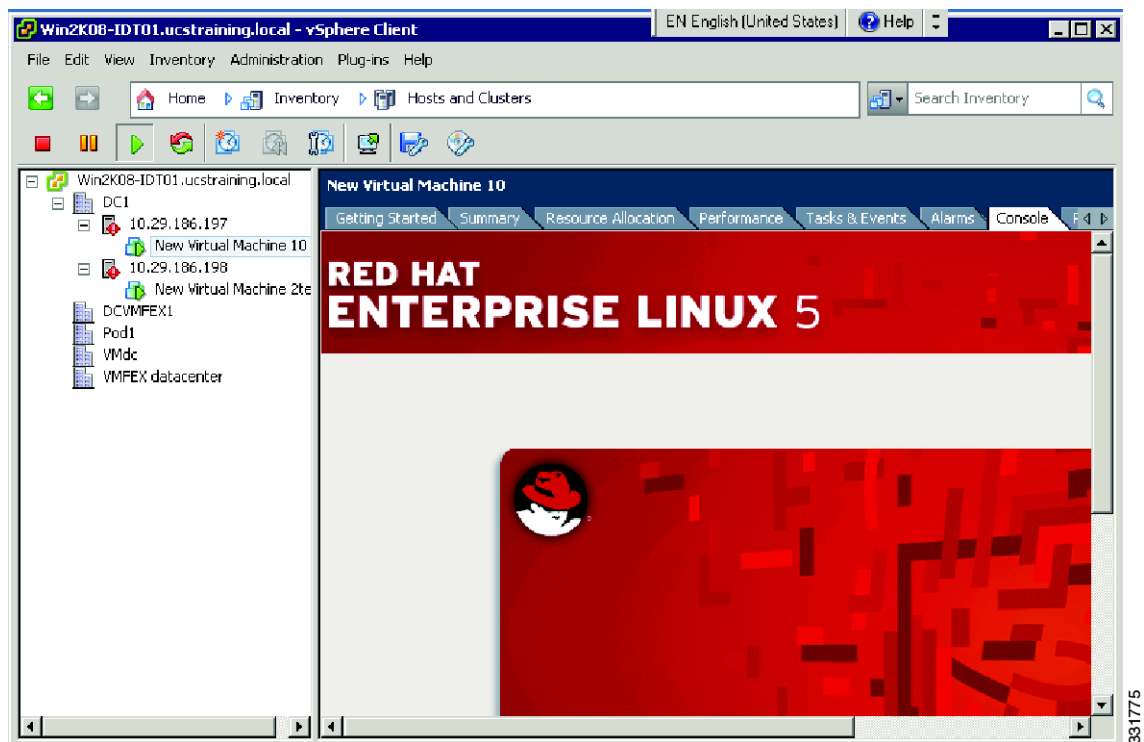 Win2K08-IDT01.ucstraining.local - vSphere Client
EN English (United States) Help
File Edit View Inventory Administration Plug-ins Help
Home Inventory Hosts and Clusters
Search Inventory
Win2K08-IDT01.ucstraining.local
DC1
10.29.186.197
New Virtual Machine 10
10.29.186.198
New Virtual Machine 2te
DCVMFEX1
Pod1
VMdc
VMFEX datacenter
New Virtual Machine 10
Getting Started Summary Resource Allocation Performance Tasks & Events Alarms Console
RED HAT
ENTERPRISE LINUX 5
331775